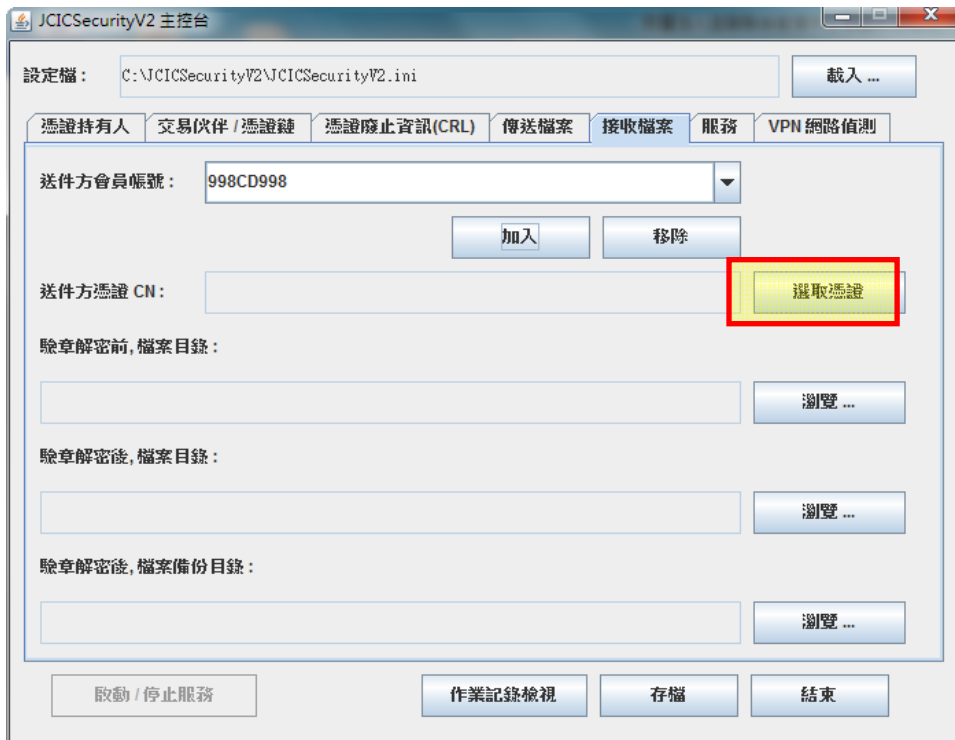 JCICSecurityV2 主控台
設定檔： C:\JCICSecurityV2\JCICSecurityV2.ini 載入 ...
憑證持有人 交易伙伴 / 憑證鏈 憑證廢止資訊(CRL) 傳送檔案 接收檔案 服務 VPN 網路偵測
送件方會員帳號： 998CD998
加入 移除
送件方憑證 CN： 選取憑證
驗章解密前, 檔案目錄：
瀏覽 ...
驗章解密後, 檔案目錄：
瀏覽 ...
驗章解密後, 檔案備份目錄：
瀏覽 ...
啟動 / 停止服務 作業記錄檢視 存檔 結束